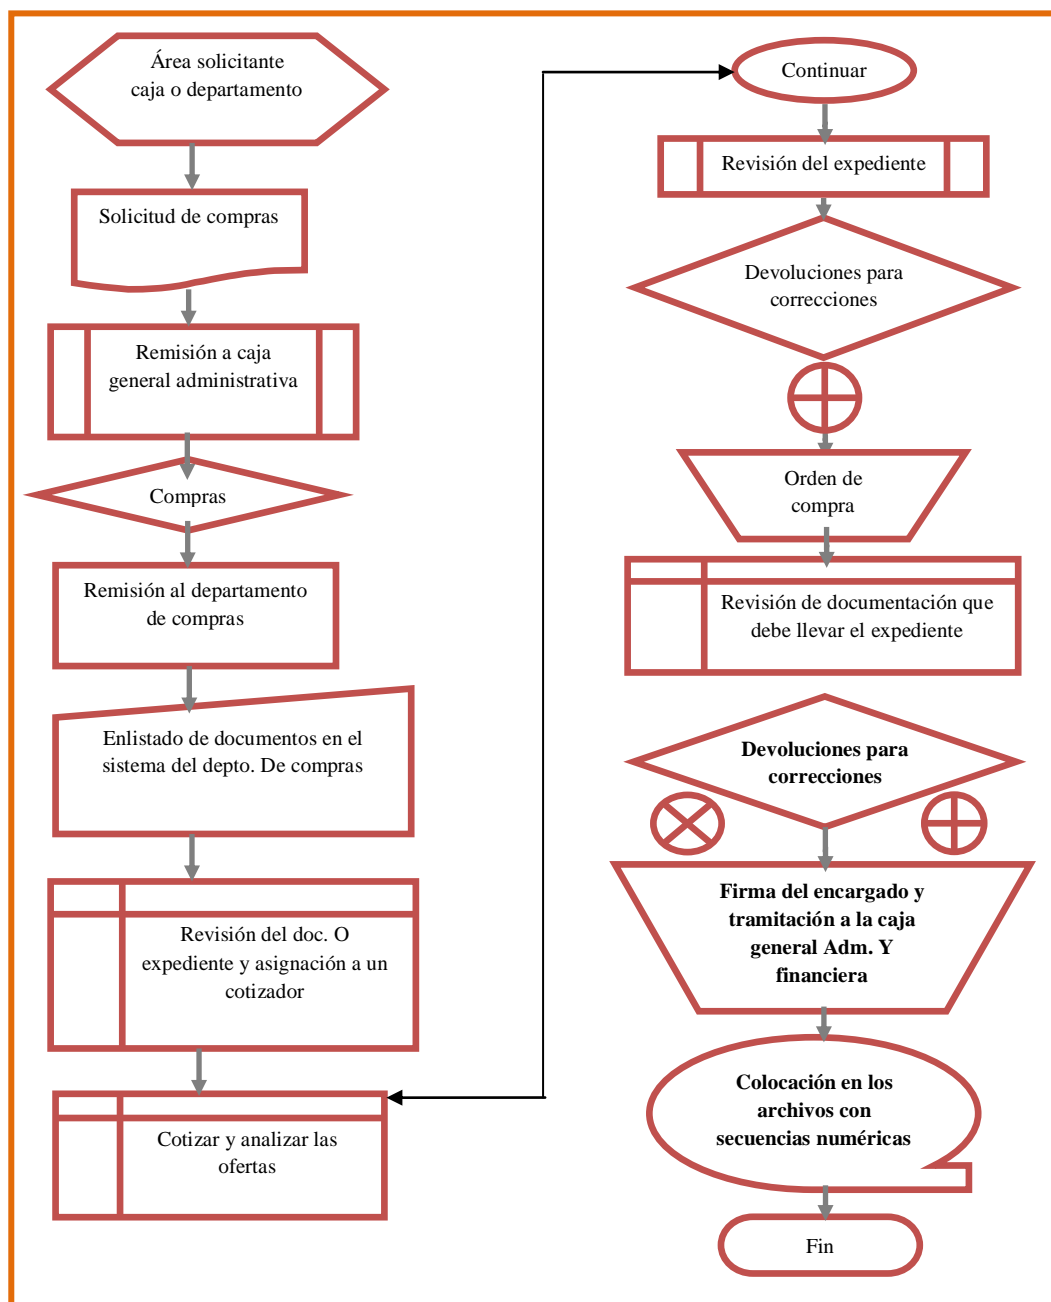 Área solicitante
caja o departamento
Solicitud de compras
Remisión a caja
general administrativa
Compras
Remisión al departamento
de compras
Enlistado de documentos en el
sistema del depto. De compras
Revisión del doc. O
expediente y asignación a un
cotizador
Cotizar y analizar las
ofertas
Continuar
Revisión del expediente
Devoluciones para
correcciones
Orden de
compra
Revisión de documentación que
debe llevar el expediente
Devoluciones para
correcciones
Firma del encargado y
tramitación a la caja
general Adm. Y
financiera
Colocación en los
archivos con
secuencias numéricas
Fin